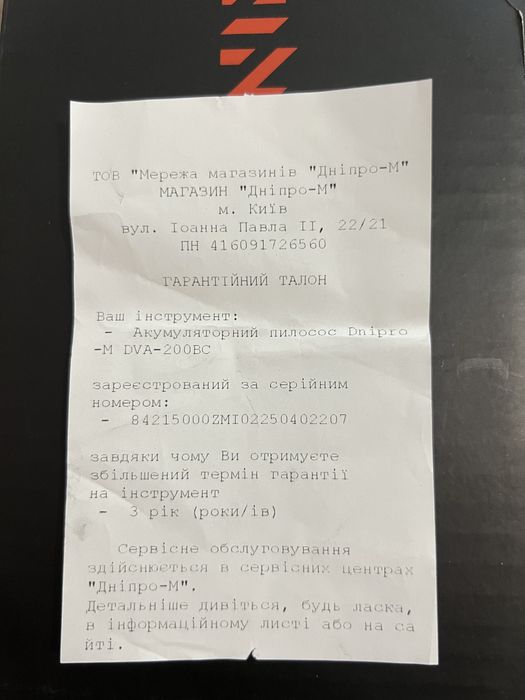 ТОВ "Мережа магазинів "Дніпро-М"
МАГАЗИН "Дніпро-М"
м. Київ
вул. Іоанна Павла ІІ, 22/21
ПН 416091726560
ГАРАНТІЙНИЙ ТАЛОН
Ваш інструмент:
- Акумуляторний пилосос Dnipro
-M DVA-200BC
зареєстрований за серійним
номером:
- 84215000ZMI02250402207
завдяки чому Ви отримуєте
збільшений термін гарантії
на інструмент
- 3 рік (роки/ів)
Сервісне обслуговування
здійснюється в сервісних центрах
"Дніпро-М".
Детальніше дивіться, будь ласка,
в інформаційному листі або на са
йті.